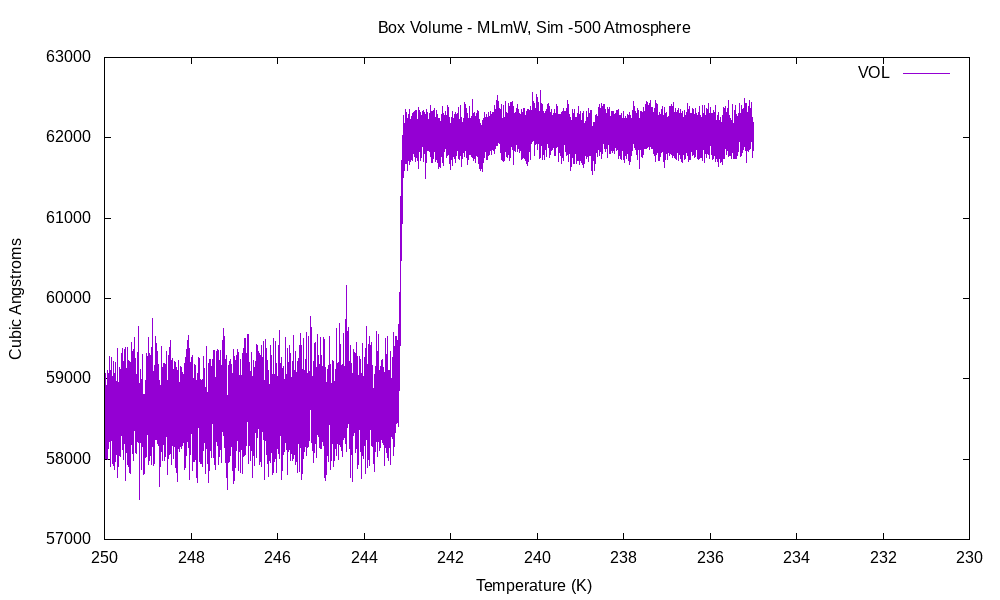 Box Volume - MLmW, Sim -500 Atmosphere
VOL
63000
62000
61000
60000
59000
58000
57000
Cubic Angstroms
250 248 246 244 242 240 238 236 234 232 230
Temperature (K)